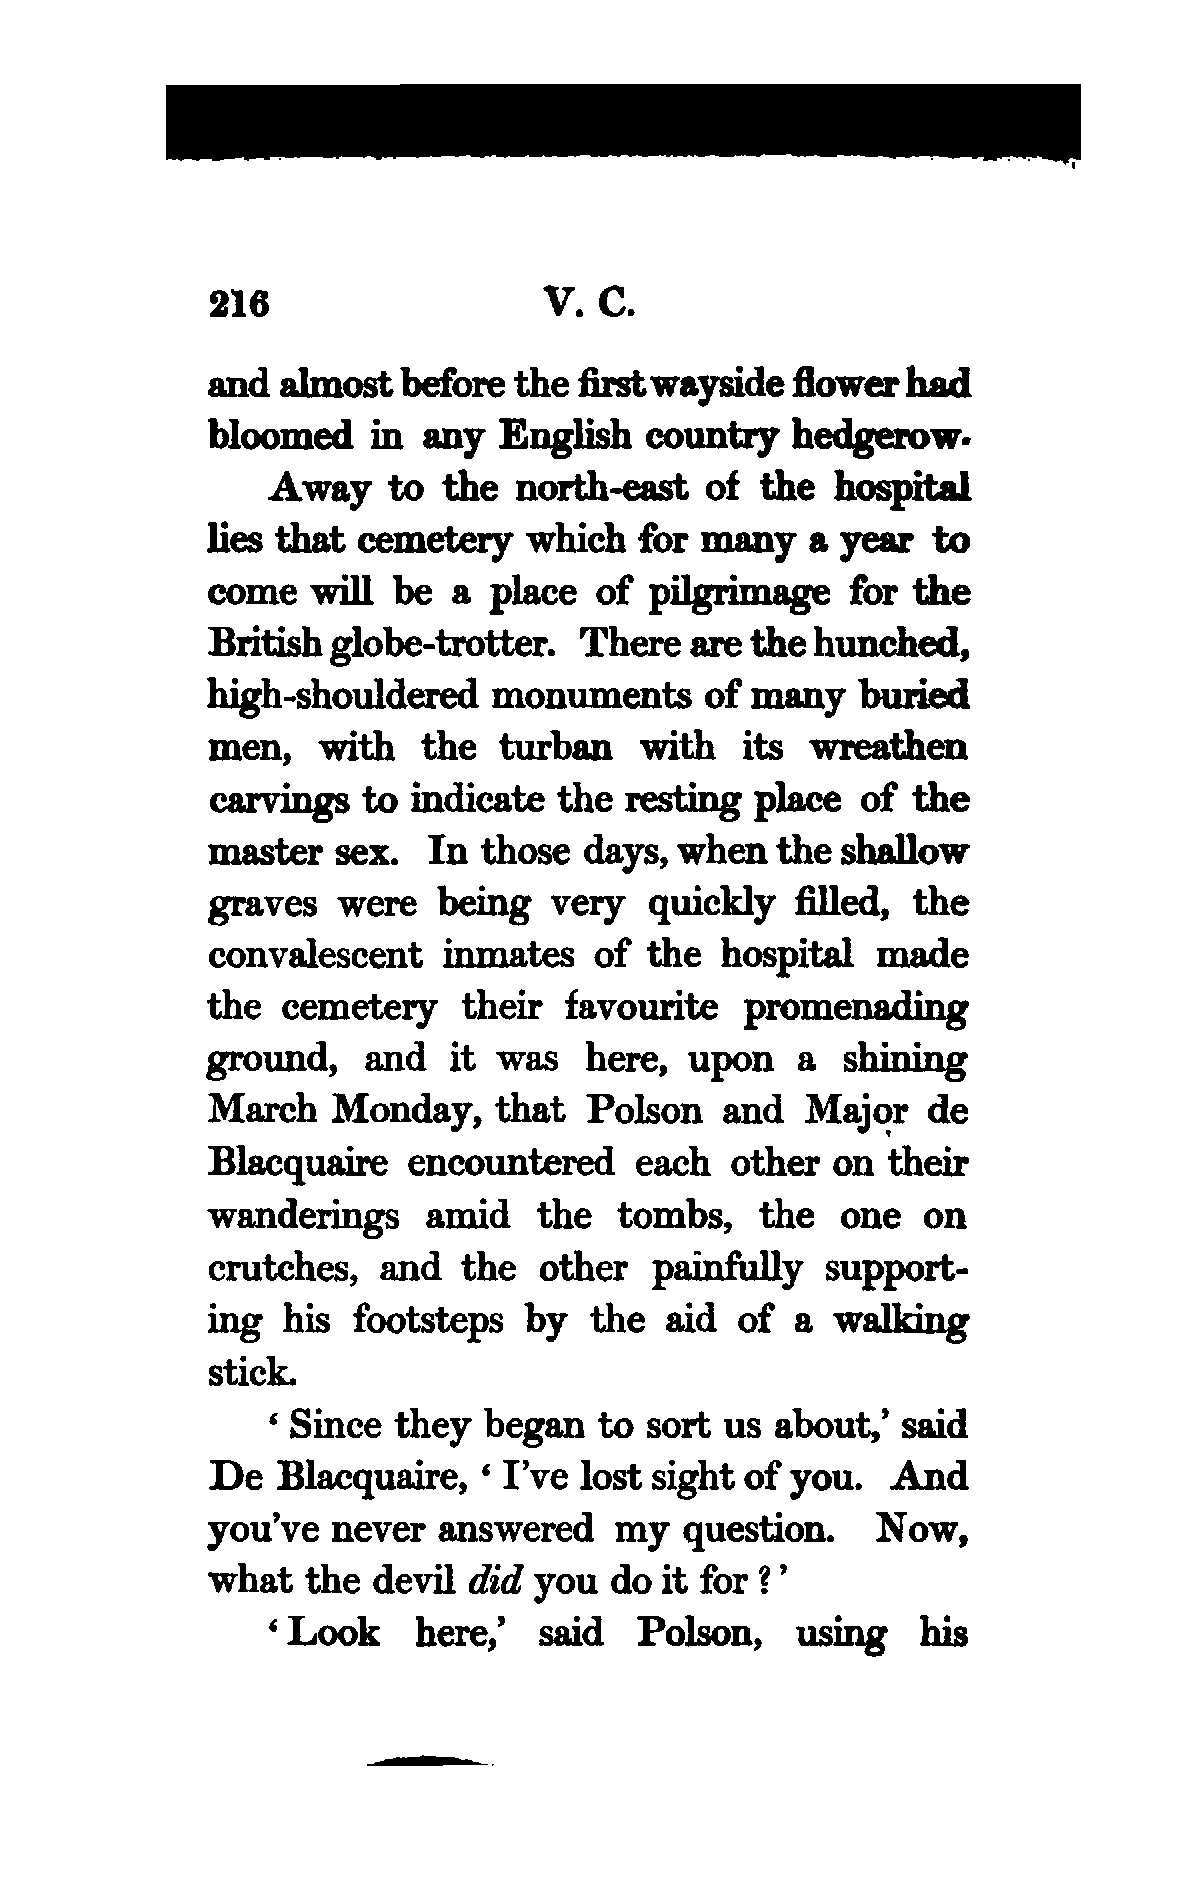 216 V. C.
and almost before the first wayside flower had
bloomed in any English country hedgerow.
Away to the north-east of the hospital
lies that cemetery which for many a year to
come will be a place of pilgrimage for the
British globe-trotter. There are the hunched,
high-shouldered monuments of many buried
men, with the turban with its wreathen
carvings to indicate the resting place of the
master sex. In those days, when the shallow
graves were being very quickly filled, the
convalescent inmates of the hospital made
the cemetery their favourite promenading
ground, and it was here, upon a shining
March Monday, that Polson and Major de
Blacquaire encountered each other on their
wanderings amid the tombs, the one on
crutches, and the other painfully support-
ing his footsteps by the aid of a walking
stick.
‘ Since they began to sort us about,’ said
De Blacquaire, ‘ I’ve lost sight of you. And
you’ve never answered my question. Now,
what the devil did you do it for ? ’
‘ Look here,’ said Polson, using his